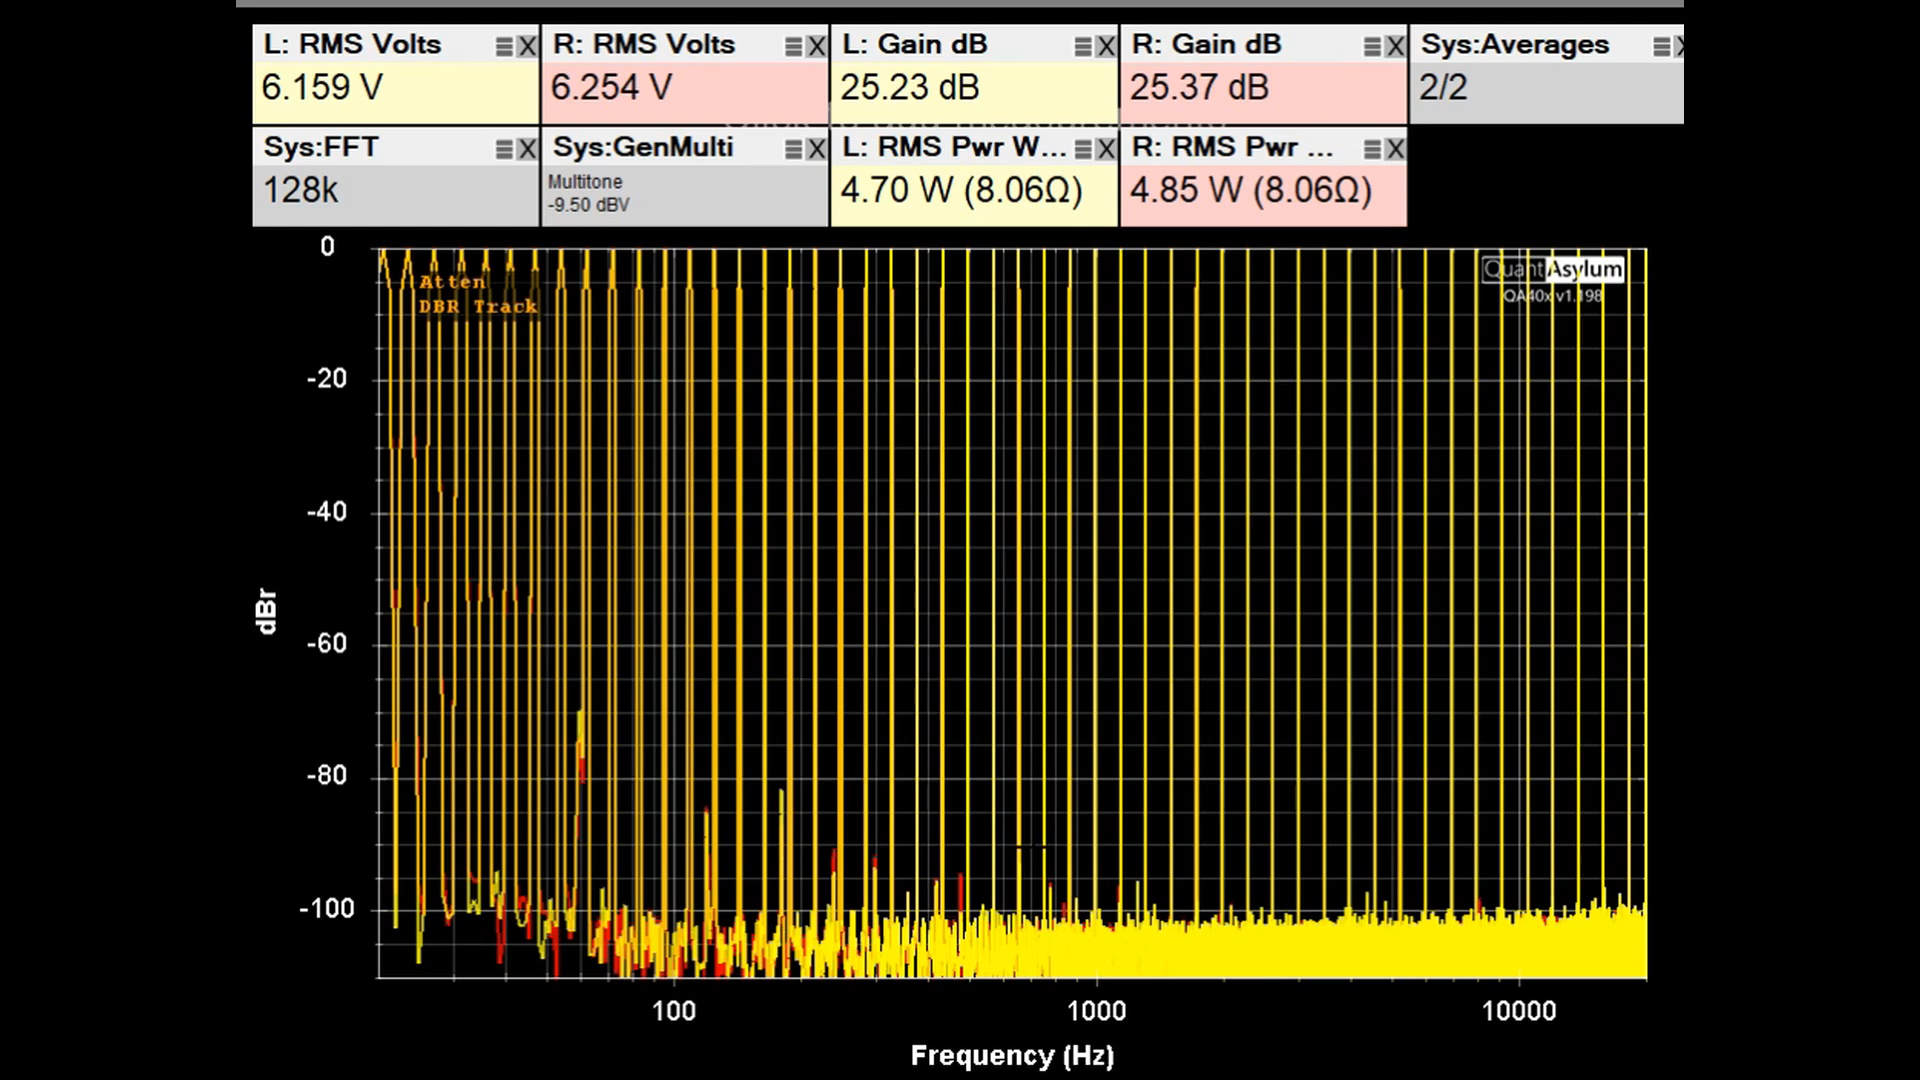 L: RMS Volts
6.159 V
R: RMS Volts
6.254 V
L: Gain dB
25.23 dB
R: Gain dB
25.37 dB
Sys:Averages
2/2
Sys:FFT
128k
Sys:GenMulti
Multitone
-9.50 dBV
L: RMS Pwr W...
4.70 W (8.06Ω)
R: RMS Pwr ...
4.85 W (8.06Ω)
Atten
DBR Track
QuantAsylum
QA40x v1.198
dBr
0
-20
-40
-60
-80
-100
100
1000
10000
Frequency (Hz)